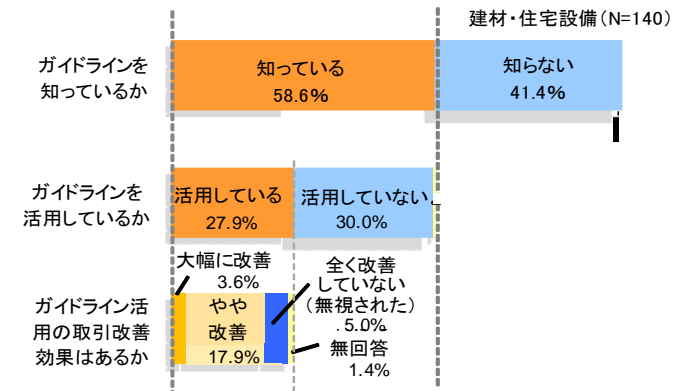 建材・住宅設備(N=140)
ガイドラインを
知っているか
知っている
58.6%
知らない
41.4%
ガイドラインを
活用しているか
活用している
27.9%
活用していない
30.0%
大幅に改善
3.6%
全く改善
していない
(無視された)
5.0%
無回答
1.4%
ガイドライン活
用の取引改善
効果はあるか
やや
改善
17.9%